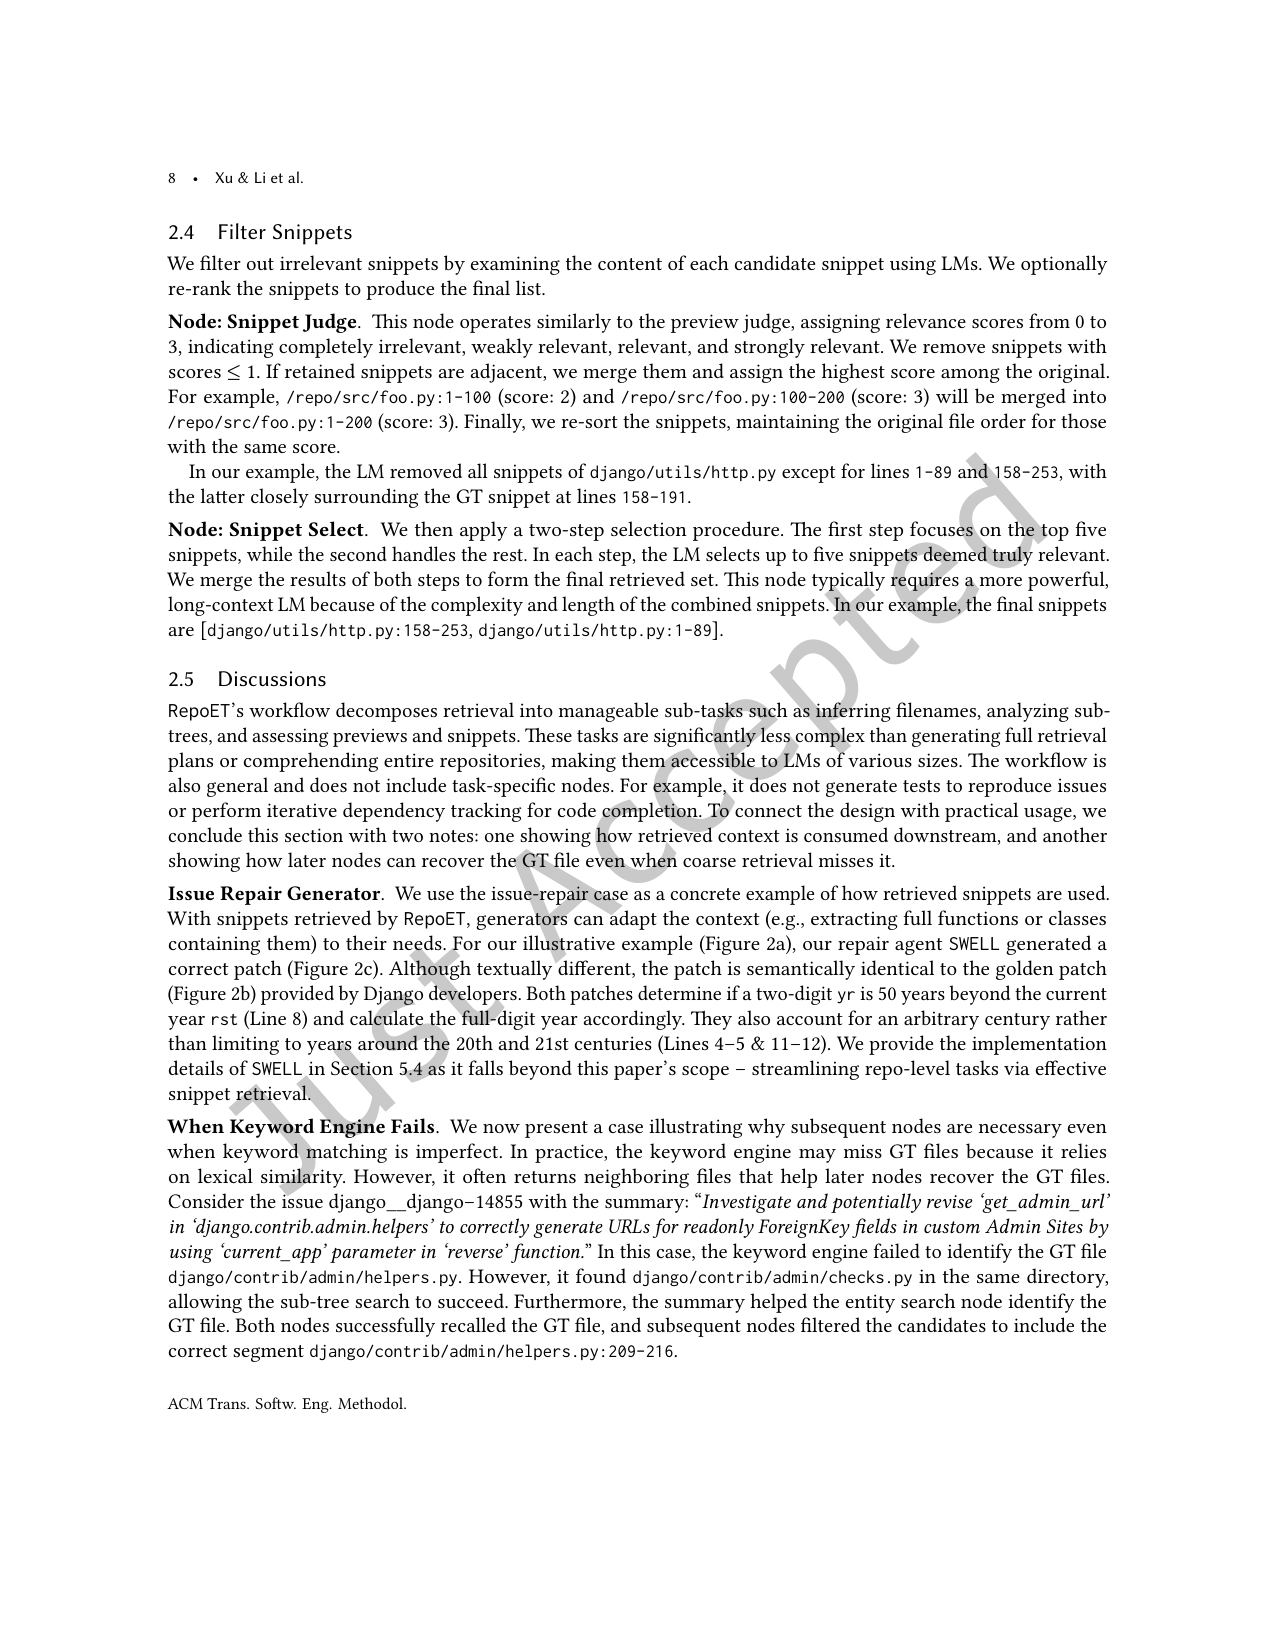 8 • Xu & Li et al.
2.4 Filter Snippets
We filter out irrelevant snippets by examining the content of each candidate snippet using LMs. We optionally
re-rank the snippets to produce the final list.
Node: Snippet Judge. This node operates similarly to the preview judge, assigning relevance scores from 0 to
3, indicating completely irrelevant, weakly relevant, relevant, and strongly relevant. We remove snippets with
scores ≤ 1. If retained snippets are adjacent, we merge them and assign the highest score among the original.
For example, /repo/src/foo.py:1-100 (score: 2) and /repo/src/foo.py:100-200 (score: 3) will be merged into
/repo/src/foo.py:1-200 (score: 3). Finally, we re-sort the snippets, maintaining the original file order for those
with the same score.
In our example, the LM removed all snippets of django/utils/http.py except for lines 1-89 and 158-253, with
the latter closely surrounding the GT snippet at lines 158-191.
Node: Snippet Select. We then apply a two-step selection procedure. The first step focuses on the top five
snippets, while the second handles the rest. In each step, the LM selects up to five snippets deemed truly relevant.
We merge the results of both steps to form the final retrieved set. This node typically requires a more powerful,
long-context LM because of the complexity and length of the combined snippets. In our example, the final snippets
are [django/utils/http.py:158-253, django/utils/http.py:1-89].
2.5 Discussions
RepoET's workflow decomposes retrieval into manageable sub-tasks such as inferring filenames, analyzing sub-
trees, and assessing previews and snippets. These tasks are significantly less complex than generating full retrieval
plans or comprehending entire repositories, making them accessible to LMs of various sizes. The workflow is
also general and does not include task-specific nodes. For example, it does not generate tests to reproduce issues
or perform iterative dependency tracking for code completion. To connect the design with practical usage, we
conclude this section with two notes: one showing how retrieved context is consumed downstream, and another
showing how later nodes can recover the GT file even when coarse retrieval misses it.
Issue Repair Generator. We use the issue-repair case as a concrete example of how retrieved snippets are used.
With snippets retrieved by RepoET, generators can adapt the context (e.g., extracting full functions or classes
containing them) to their needs. For our illustrative example (Figure 2a), our repair agent SWELL generated a
correct patch (Figure 2c). Although textually different, the patch is semantically identical to the golden patch
(Figure 2b) provided by Django developers. Both patches determine if a two-digit yr is 50 years beyond the current
year rst (Line 8) and calculate the full-digit year accordingly. They also account for an arbitrary century rather
than limiting to years around the 20th and 21st centuries (Lines 4–5 & 11–12). We provide the implementation
details of SWELL in Section 5.4 as it falls beyond this paper's scope – streamlining repo-level tasks via effective
snippet retrieval.
When Keyword Engine Fails. We now present a case illustrating why subsequent nodes are necessary even
when keyword matching is imperfect. In practice, the keyword engine may miss GT files because it relies
on lexical similarity. However, it often returns neighboring files that help later nodes recover the GT files.
Consider the issue django__django–14855 with the summary: “Investigate and potentially revise ‘get_admin_url’
in ‘django.contrib.admin.helpers’ to correctly generate URLs for readonly ForeignKey fields in custom Admin Sites by
using ‘current_app’ parameter in ‘reverse’ function.” In this case, the keyword engine failed to identify the GT file
django/contrib/admin/helpers.py. However, it found django/contrib/admin/checks.py in the same directory,
allowing the sub-tree search to succeed. Furthermore, the summary helped the entity search node identify the
GT file. Both nodes successfully recalled the GT file, and subsequent nodes filtered the candidates to include the
correct segment django/contrib/admin/helpers.py:209-216.
ACM Trans. Softw. Eng. Methodol.
Just Accepted